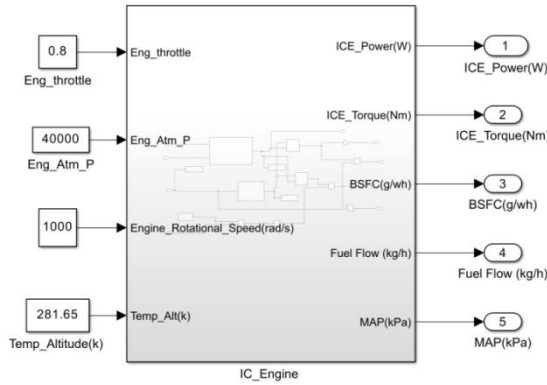 0.8
Eng_throttle
Eng_throttle
40000
Eng_Atm_P
Eng_Atm_P
1000
Engine_Rotational_Speed(rad/s)
281.65
Temp_Altitude(k)
Temp_Alt(k)
ICE_Power(W)
1
ICE_Power(W)
ICE_Torque(Nm)
2
ICE_Torque(Nm)
BSFC(g/wh)
3
BSFC(g/wh)
Fuel Flow (kg/h)
4
Fuel Flow (kg/h)
MAP(kPa)
5
MAP(kPa)
IC_Engine